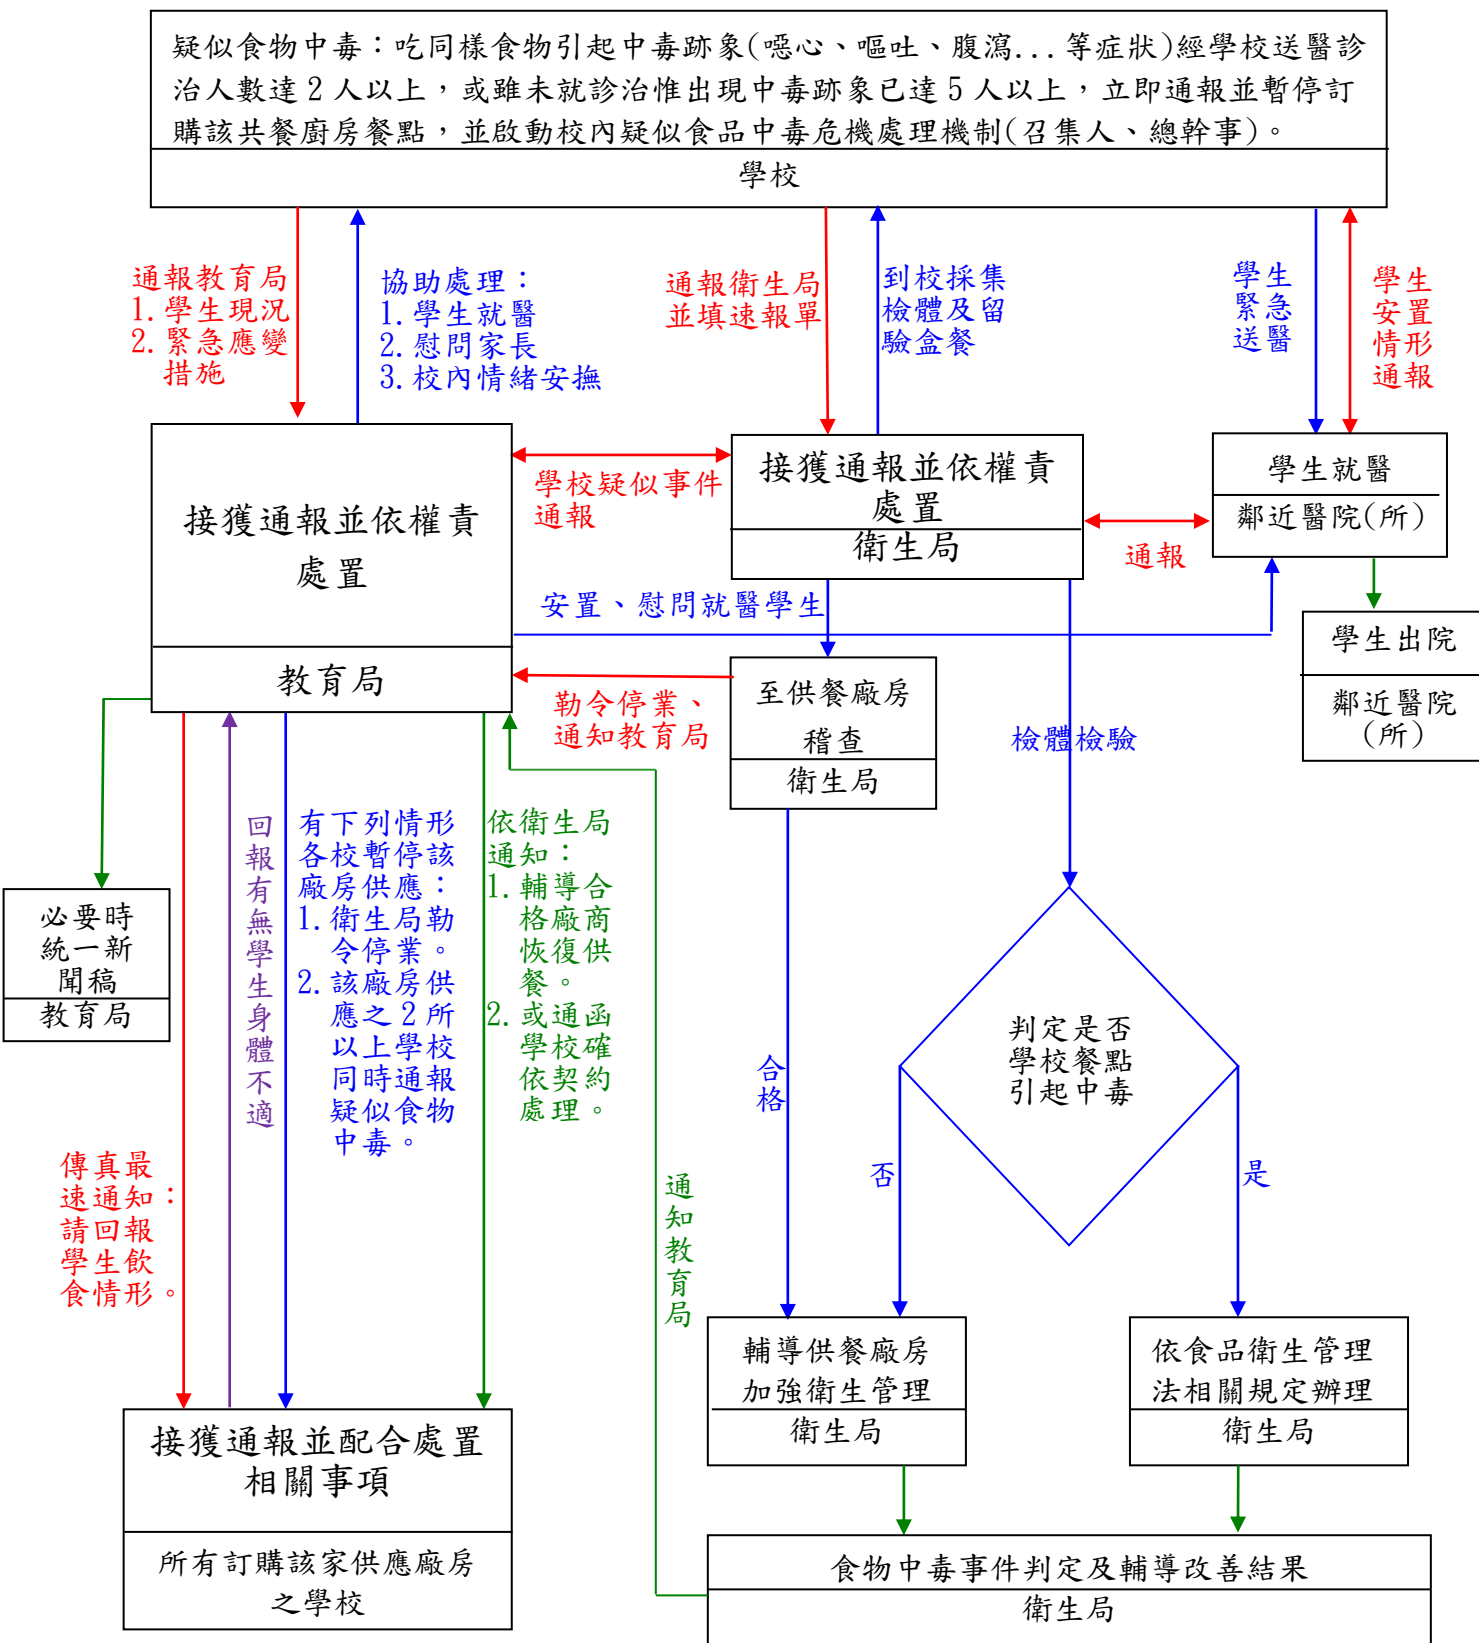 疑似食物中毒：吃同樣食物引起中毒跡象(噁心、嘔吐、腹瀉...等症狀)經學校送醫診
治人數達2人以上，或雖未就診治惟出現中毒跡象已達5人以上，立即通報並暫停訂
購該共餐廚房餐點，並啟動校內疑似食品中毒危機處理機制(召集人、總幹事)。
學校
通報教育局
1.學生現況
2.緊急應變
措施
協助處理：
1.學生就醫
2.慰問家長
3.校內情緒安撫
通報衛生局
並填速報單
到校採集
檢體及留
驗盒餐
學生
緊急
送醫
學生
安置
情形
通報
接獲通報並依權責
處置
教育局
學校疑似事件
通報
接獲通報並依權責
處置
衛生局
通報
學生就醫
鄰近醫院(所)
安置、慰問就醫學生
學生出院
鄰近醫院
(所)
勒令停業、
通知教育局
至供餐廠房
稽查
衛生局
檢體檢驗
必要時
統一新
聞稿
教育局
回報有無學生身體不適
有下列情形
各校暫停該
廠房供應：
1.衛生局勒
令停業。
2.該廠房供
應之2所
以上學校
同時通報
疑似食物
中毒。
依衛生局
通知：
1.輔導合
格廠商
恢復供
餐。
2.或通函
學校確
依契約
處理。
合格
判定是否
學校餐點
引起中毒
否
是
傳真最
速通知：
請回報
學生飲
食情形。
通知教育局
輔導供餐廠房
加強衛生管理
衛生局
依食品衛生管理
法相關規定辦理
衛生局
接獲通報並配合處置
相關事項
所有訂購該家供應廠房
之學校
食物中毒事件判定及輔導改善結果
衛生局